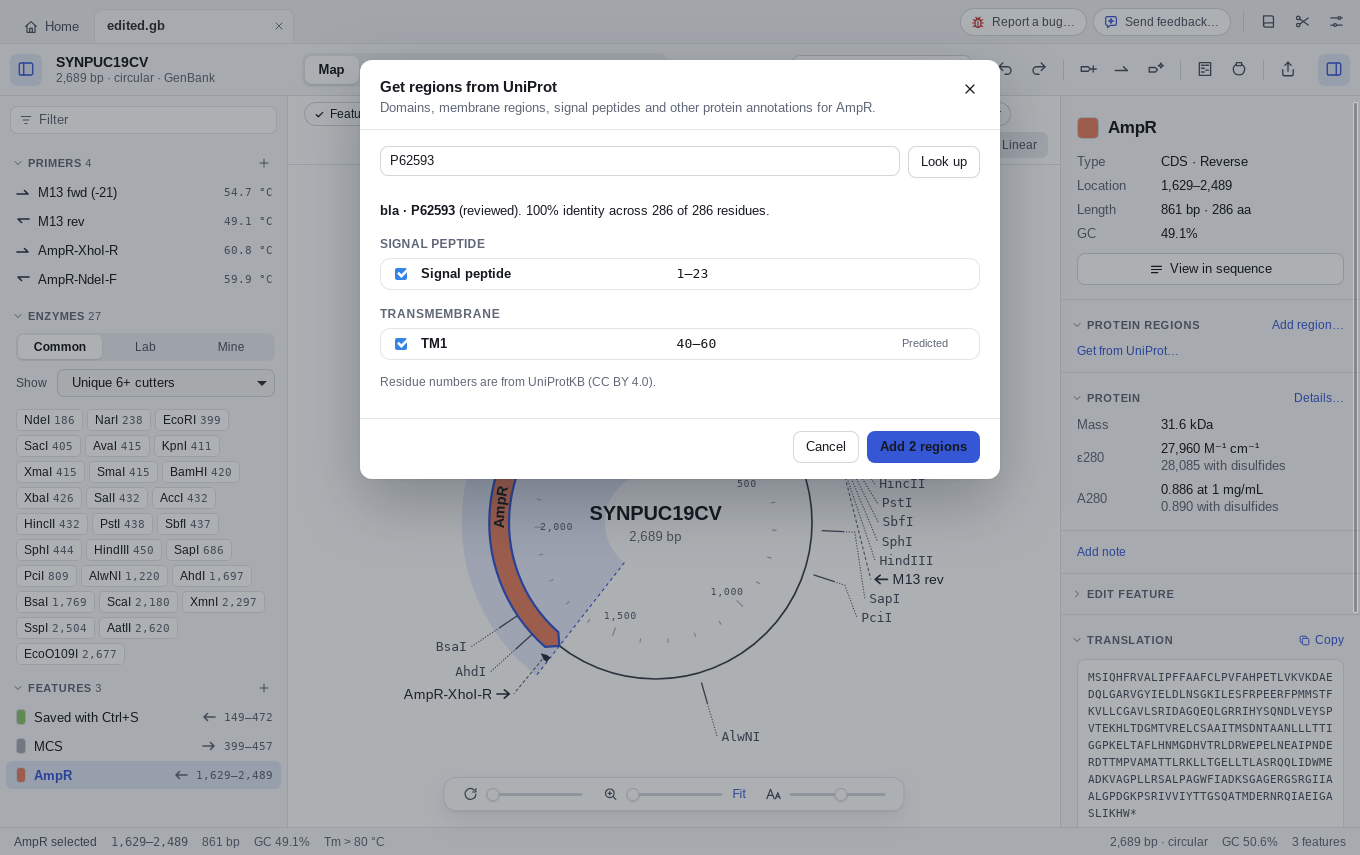 Home
edited.gb
Report a bug…
Send feedback…
SYNPUC19CV
2,689 bp · circular · GenBank
Map
Filter
PRIMERS 4
M13 fwd (-21) 54.7 °C
M13 rev 49.1 °C
AmpR-XhoI-R 60.8 °C
AmpR-NdeI-F 59.9 °C
ENZYMES 27
Common Lab Mine
Show Unique 6+ cutters
NdeI 186 NarI 238 EcoRI 399
SacI 405 AvaI 415 KpnI 411
XmaI 415 SmaI 415 BamHI 420
XbaI 426 SalI 432 AccI 432
HincII 432 PstI 438 SbfI 437
SphI 444 HindIII 450 SapI 686
PciI 809 AlwNI 1,220 AhdI 1,697
BsaI 1,769 ScaI 2,180 XmnI 2,297
SspI 2,504 AatII 2,620
EcoO109I 2,677
FEATURES 3
Saved with Ctrl+S 149–472
MCS 399–457
AmpR 1,629–2,489
Get regions from UniProt
Domains, membrane regions, signal peptides and other protein annotations for AmpR.
P62593
Look up
bla · P62593 (reviewed). 100% identity across 286 of 286 residues.
SIGNAL PEPTIDE
Signal peptide 1–23
TRANSMEMBRANE
TM1 40–60 Predicted
Residue numbers are from UniProtKB (CC BY 4.0).
Cancel
Add 2 regions
Featu
Linear
AmpR
500
2,000
SYNPUC19CV
2,689 bp
1,000
1,500
HincII
PstI
SbfI
SphI
HindIII
M13 rev
SapI
PciI
BsaI
AhdI
AmpR-XhoI-R
AlwNI
Fit
AmpR
Type CDS · Reverse
Location 1,629–2,489
Length 861 bp · 286 aa
GC 49.1%
View in sequence
PROTEIN REGIONS Add region…
Get from UniProt…
PROTEIN Details…
Mass 31.6 kDa
ε280 27,960 M⁻¹ cm⁻¹
28,085 with disulfides
A280 0.886 at 1 mg/mL
0.890 with disulfides
Add note
EDIT FEATURE
TRANSLATION Copy
MSIQHFRVALIPFFAAFCLPVFAHPETLVKVKDAE
DQLGARVGYIELDLNSGKILESFRPEERFPMMSTF
KVLLCGAVLSRIDAGQEQLGRRIHYSQNDLVEYSP
VTEKHLTDGMTVRELCSAAITMSDNTAANLLLTTI
GGPKELTAFLHNMGDHVTRLDRWEPELNEAIPNDE
RDTTMPVAMATTLRKLLTGELLTLASRQQLIDWME
ADKVAGPLLRSALPAGWFIADKSGAGERGSRGIIA
ALGPDGKPSRIVVIYTTGSQATMDERNRQIAEIGA
SLIKHW*
AmpR selected 1,629–2,489 861 bp GC 49.1% Tm > 80 °C
2,689 bp · circular GC 50.6% 3 features